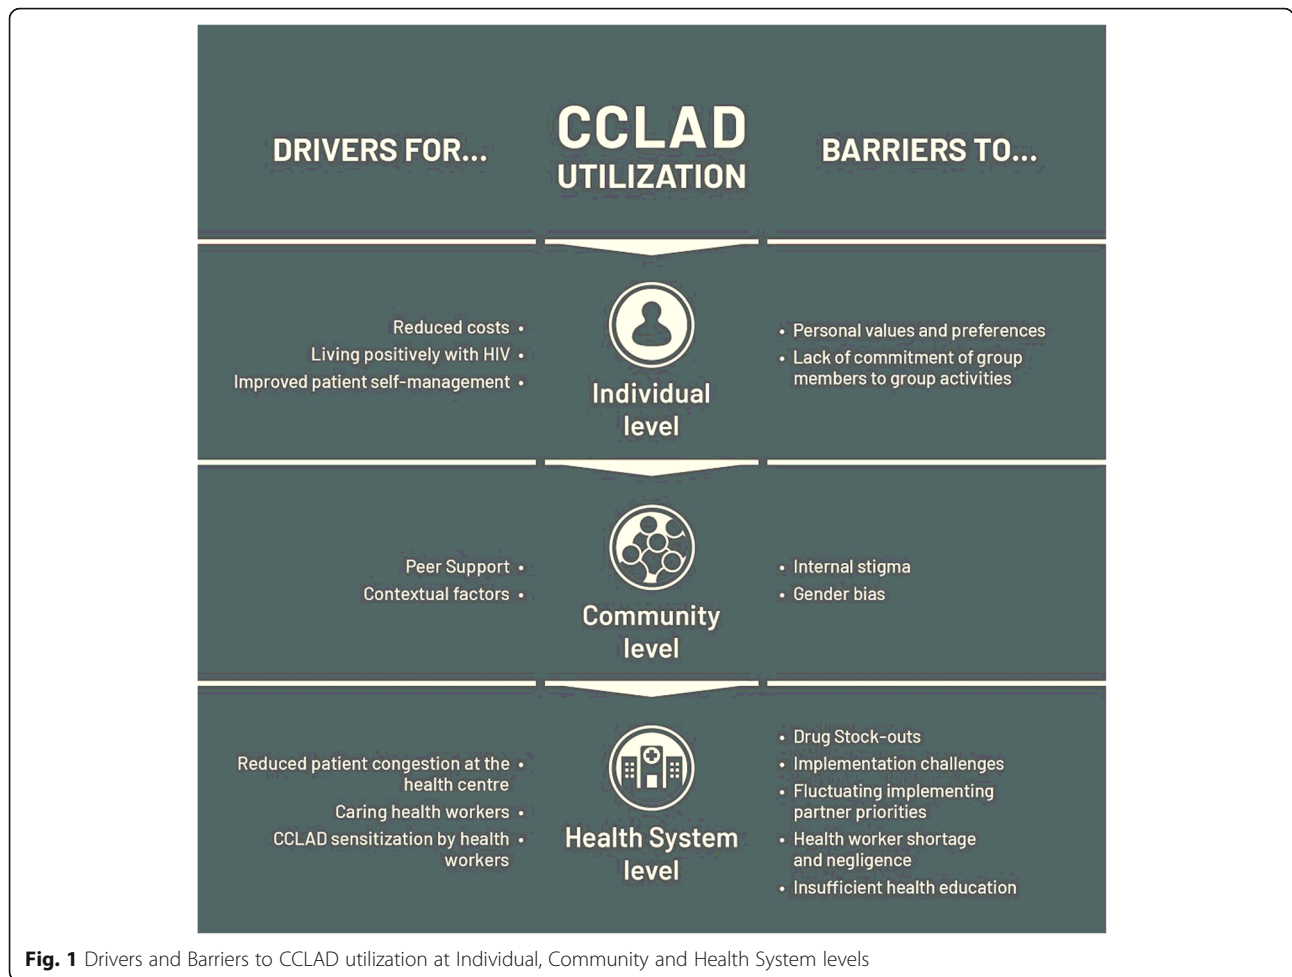 DRIVERS FOR...
CCLAD
UTILIZATION
BARRIERS TO...
Reduced costs •
Living positively with HIV •
Improved patient self-management •
Individual
level
• Personal values and preferences
• Lack of commitment of group
members to group activities
Peer Support •
Contextual factors •
Community
level
• Internal stigma
• Gender bias
Reduced patient congestion at the •
health centre
Caring health workers •
CCLAD sensitization by health •
workers
Health System
level
• Drug Stock-outs
• Implementation challenges
• Fluctuating implementing
partner priorities
• Health worker shortage
and negligence
• Insufficient health education
Fig. 1 Drivers and Barriers to CCLAD utilization at Individual, Community and Health System levels